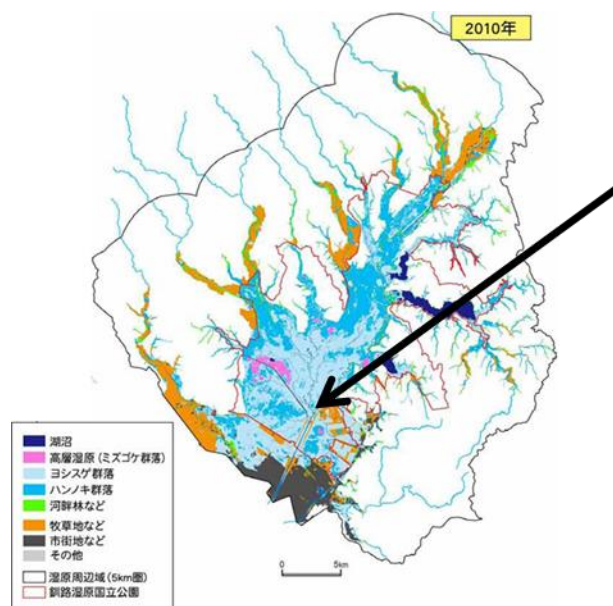 2010年
湖沼
高層湿原(ミズゴケ群落)
ヨシスゲ群落
ハンノキ群落
河畔林など
牧草地など
市街地など
その他
湿原周辺域(5km圏)
釧路湿原国立公園
0 5km